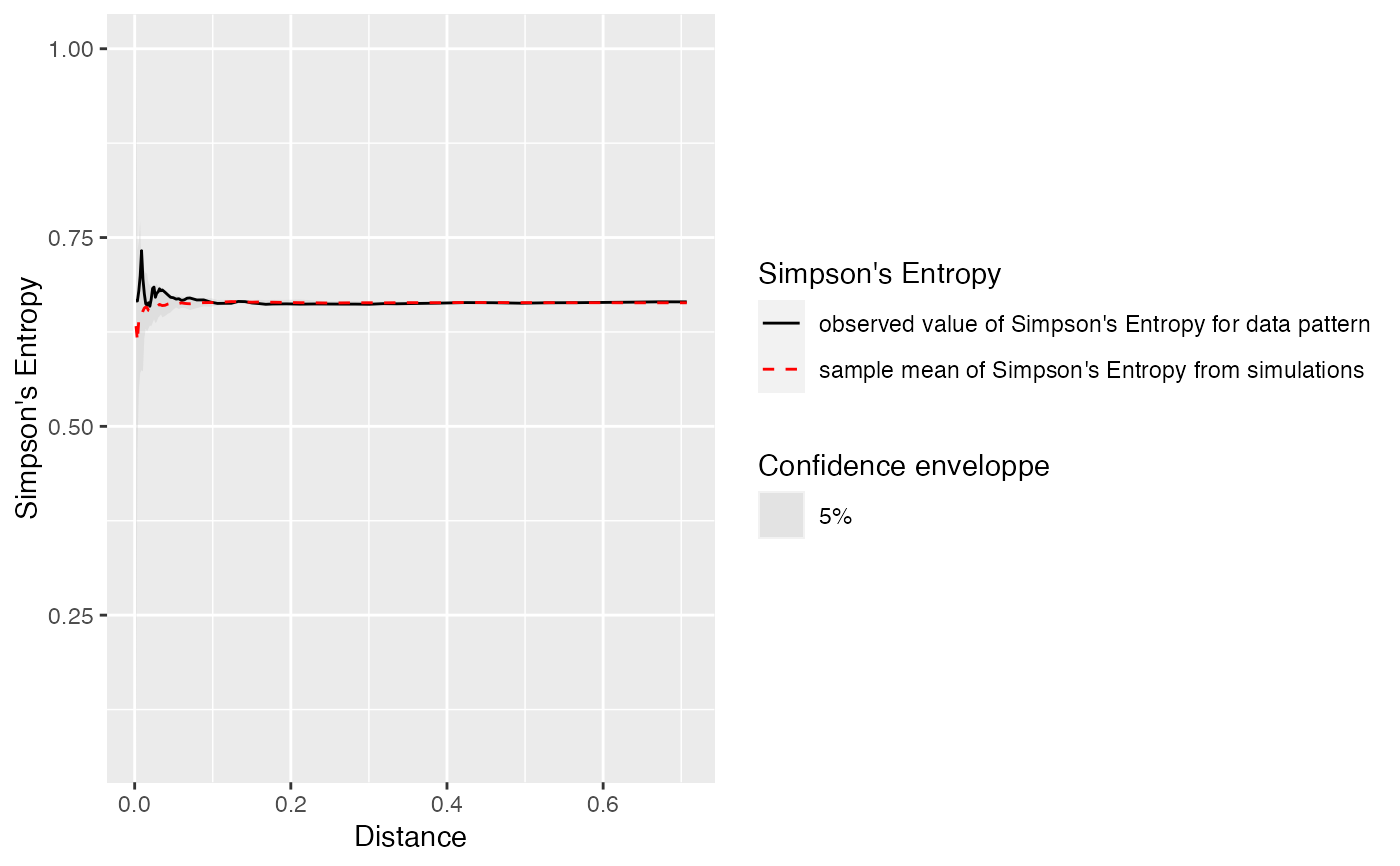 1.00
0.75
0.50
0.25
Simpson's Entropy
0.0
0.2
0.4
0.6
Distance
Simpson's Entropy
observed value of Simpson's Entropy for data pattern
sample mean of Simpson's Entropy from simulations
Confidence enveloppe
5%